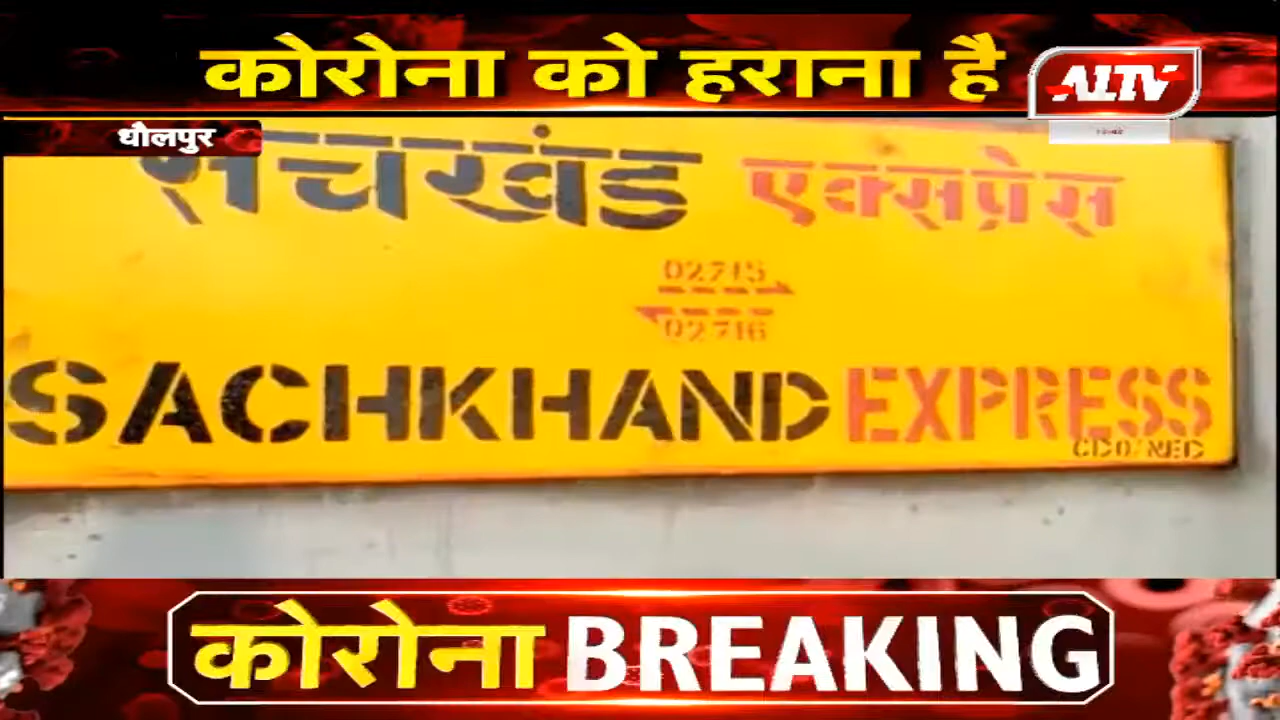 कोरोना को हराना है
ALTV
धौलपुर
सचखंड एक्सप्रेस
02715
02716
SACHKHAND EXPRESS
कोरोना BREAKING